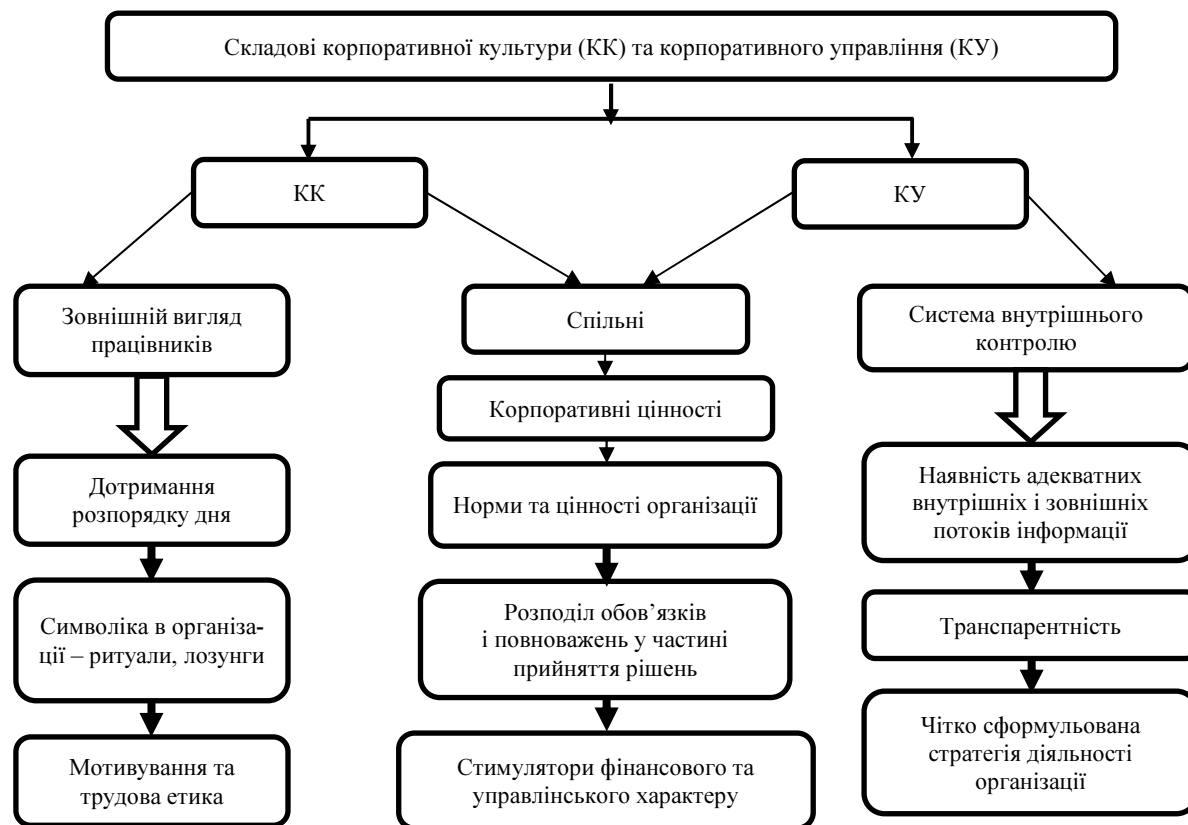 Складові корпоративної культури (КК) та корпоративного управління (КУ)
КК
КУ
Зовнішній вигляд
працівників
Спільні
Система внутрішнього
контролю
Корпоративні цінності
Дотримання
розпорядку дня
Норми та цінності організації
Наявність адекватних
внутрішніх і зовнішніх
потоків інформації
Символіка в організа-
ції – ритуали, лозунги
Розподіл обов’язків
і повноважень у частині
прийняття рішень
Транспарентність
Мотивування та
трудова етика
Стимулятори фінансового та
управлінського характеру
Чітко сформульована
стратегія діяльності
організації